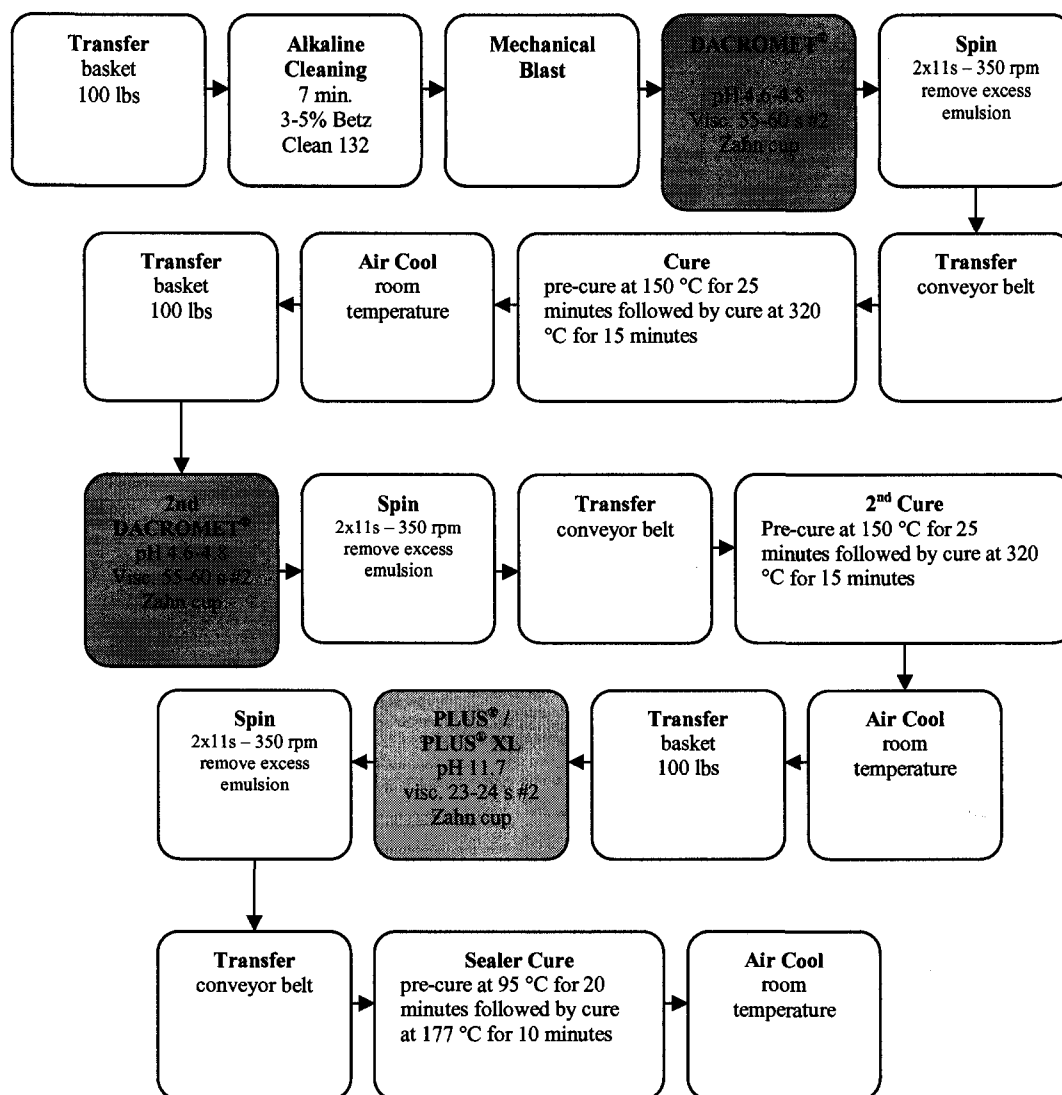 Transfer
basket
100 lbs
Alkaline
Cleaning
7 min.
3-5% Betz
Clean 132
Mechanical
Blast
DACROMET®
pH 4.6-4.8
Visc. 55-60 s #2
Zahn cup
Spin
2x11s – 350 rpm
remove excess
emulsion
Transfer
conveyor belt
Cure
pre-cure at 150 °C for 25
minutes followed by cure at 320
°C for 15 minutes
Air Cool
room
temperature
Transfer
basket
100 lbs
2nd
DACROMET®
pH 4.6-4.8
Visc. 55-60 s #2
Zahn cup
Spin
2x11s – 350 rpm
remove excess
emulsion
Transfer
conveyor belt
2nd Cure
Pre-cure at 150 °C for 25
minutes followed by cure at 320
°C for 15 minutes
Air Cool
room
temperature
Transfer
basket
100 lbs
PLUS® /
PLUS® XL
pH 11.7
visc. 23-24 s #2
Zahn cup
Spin
2x11s – 350 rpm
remove excess
emulsion
Transfer
conveyor belt
Sealer Cure
pre-cure at 95 °C for 20
minutes followed by cure
at 177 °C for 10 minutes
Air Cool
room
temperature